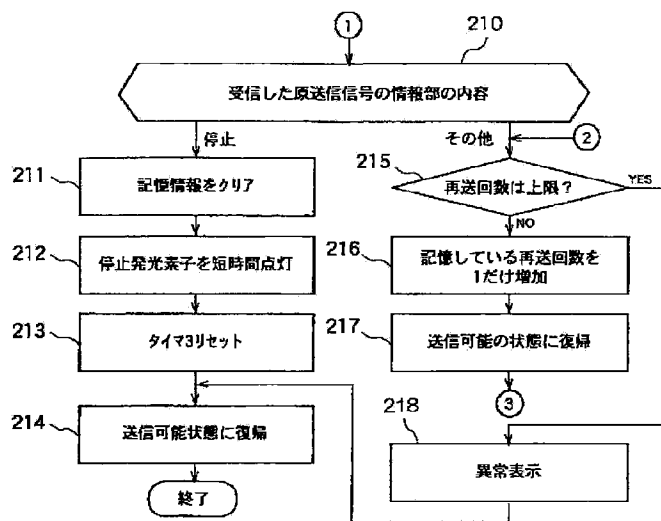 ①
210
受信した原送信信号の情報部の内容
停止
その他
②
211
記憶情報をクリア
215
再送回数は上限?
YES
NO
212
停止発光素子を短時間点灯
216
記憶している再送回数を
1だけ増加
213
タイマ3リセット
217
送信可能の状態に復帰
③
214
送信可能状態に復帰
218
異常表示
終了